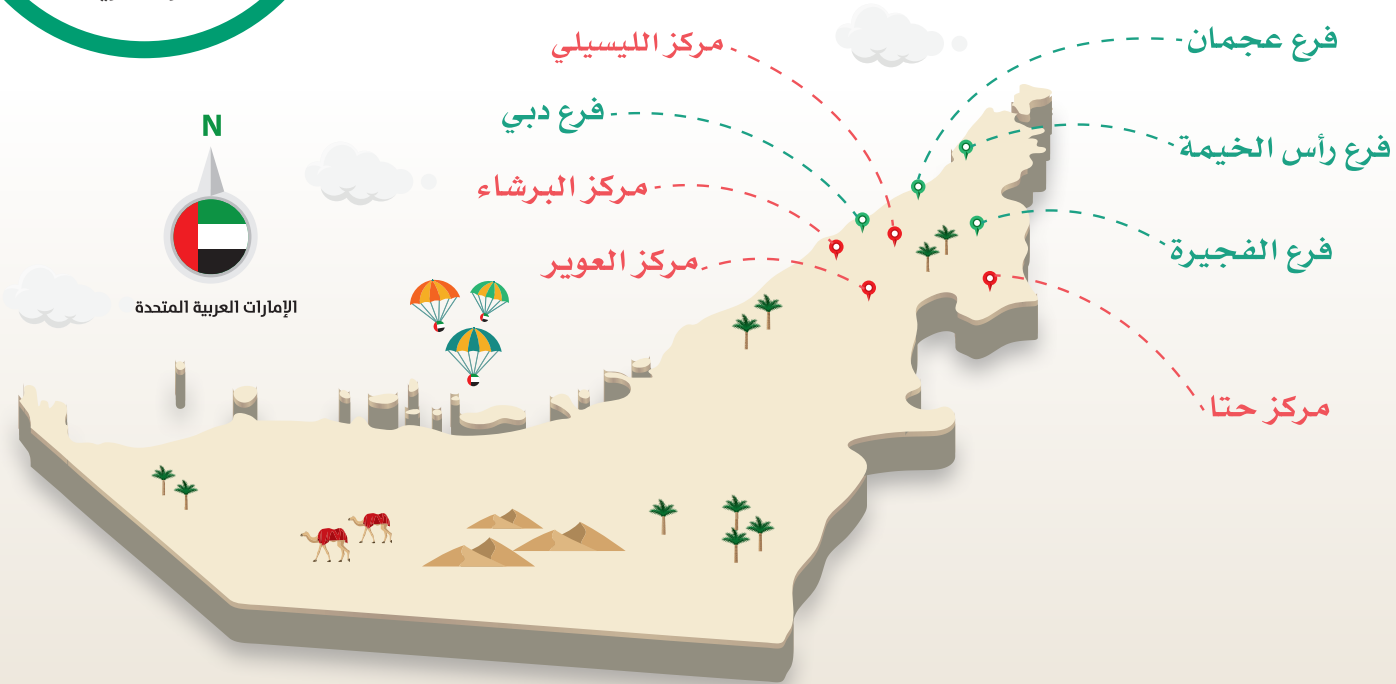 فرع عجمان
مركز الليسيلي
فرع دبي
فرع رأس الخيمة
مركز البرشاء
فرع الفجيرة
مركز العوير
مركز حتا
N
الإمارات العربية المتحدة